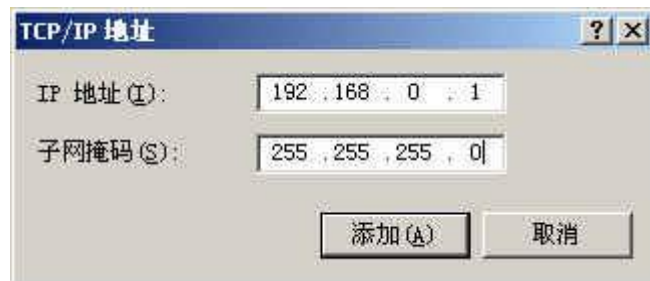 TCP/IP 地址
IP 地址(I): 192 .168 . 0 . 1
子网掩码(S): 255 .255 .255 . 0
添加(A) 取消